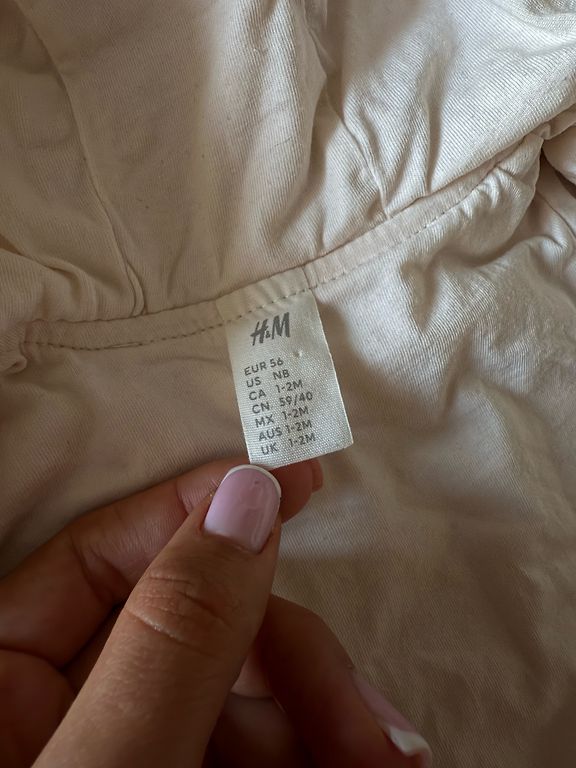 H&M
EUR 56
US NB
CA 1-2M
CN 59/40
MX 1-2M
AUS 1-2M
UK 1-2M